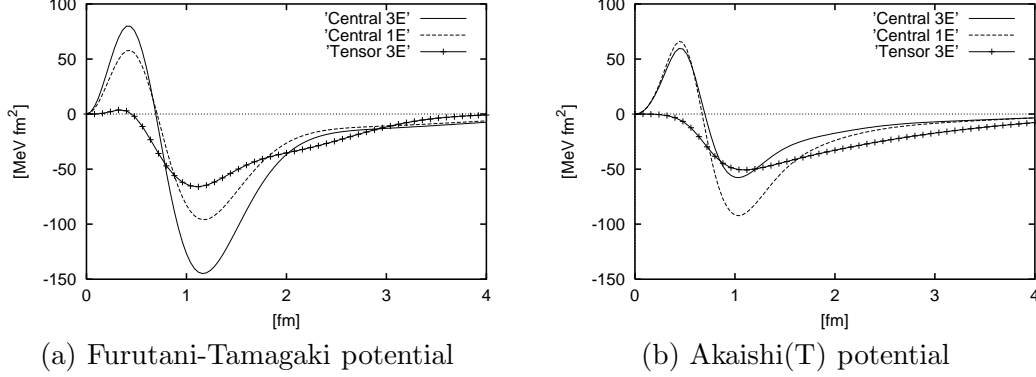 100
50
0
-50
-100
-150
[MeV fm²]
'Central 3E'
'Central 1E'
'Tensor 3E'
0 1 2 3 4
[fm]
(a) Furutani-Tamagaki potential
100
50
0
-50
-100
-150
[MeV fm²]
'Central 3E'
'Central 1E'
'Tensor 3E'
0 1 2 3 4
[fm]
(b) Akaishi(T) potential